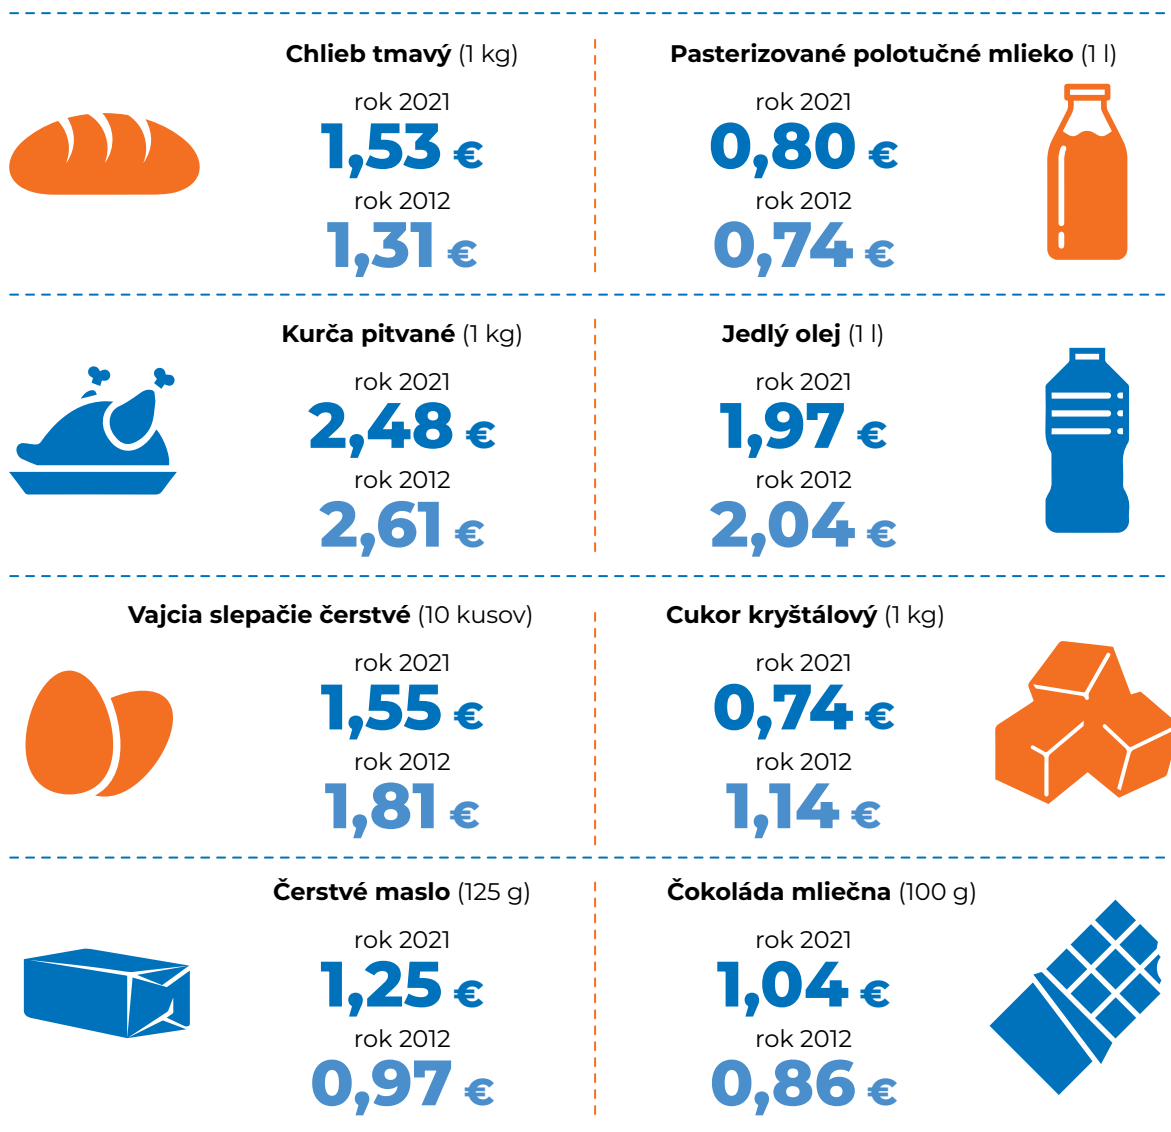 Chlieb tmavý (1 kg)
rok 2021
1,53 €
rok 2012
1,31 €
Pasterizované polotučné mlieko (1 l)
rok 2021
0,80 €
rok 2012
0,74 €
Kurča pitvané (1 kg)
rok 2021
2,48 €
rok 2012
2,61 €
Jedlý olej (1 l)
rok 2021
1,97 €
rok 2012
2,04 €
Vajcia slepačie čerstvé (10 kusov)
rok 2021
1,55 €
rok 2012
1,81 €
Cukor kryštálový (1 kg)
rok 2021
0,74 €
rok 2012
1,14 €
Čerstvé maslo (125 g)
rok 2021
1,25 €
rok 2012
0,97 €
Čokoláda mliečna (100 g)
rok 2021
1,04 €
rok 2012
0,86 €